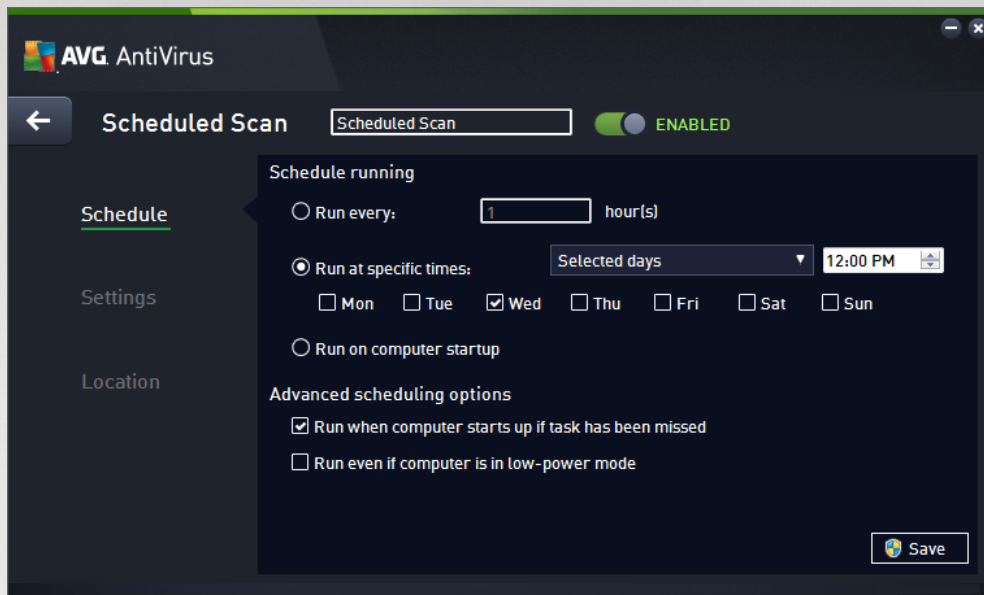 AVG. AntiVirus
Scheduled Scan
Scheduled Scan
ENABLED
Schedule
Settings
Location
Schedule running
Run every: 1 hour(s)
Run at specific times: Selected days 12:00 PM
Mon Tue Wed Thu Fri Sat Sun
Run on computer startup
Advanced scheduling options
Run when computer starts up if task has been missed
Run even if computer is in low-power mode
Save